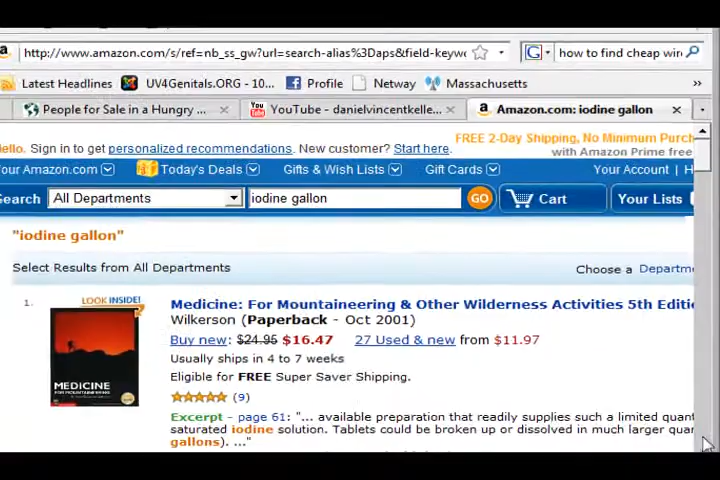 http://www.amazon.com/s/ref=nb_ss_gw?url=search-alias%3Daps&field-keywo
G how to find cheap wire
Latest Headlines UV4Genitals.ORG - 10... Profile Netway Massachusetts
People for Sale in a Hungry ... YouTube - danielvincentkelle... Amazon.com: iodine gallon
ello. Sign in to get personalized recommendations. New customer? Start here.
FREE 2-Day Shipping, No Minimum Purch
with Amazon Prime free
Your Amazon.com Today's Deals Gifts & Wish Lists Gift Cards Your Account H
Search All Departments iodine gallon GO Cart Your Lists
"iodine gallon"
Select Results from All Departments Choose a Departme
1. LOOK INSIDE!
MEDICINE
Medicine: For Mountaineering & Other Wilderness Activities 5th Editi
Wilkerson (Paperback - Oct 2001)
Buy new: $24.95 $16.47 27 Used & new from $11.97
Usually ships in 4 to 7 weeks
Eligible for FREE Super Saver Shipping.
(9)
Excerpt - page 61: "... available preparation that readily supplies such a limited quant
saturated iodine solution. Tablets could be broken up or dissolved in much larger quan
gallons). ..."